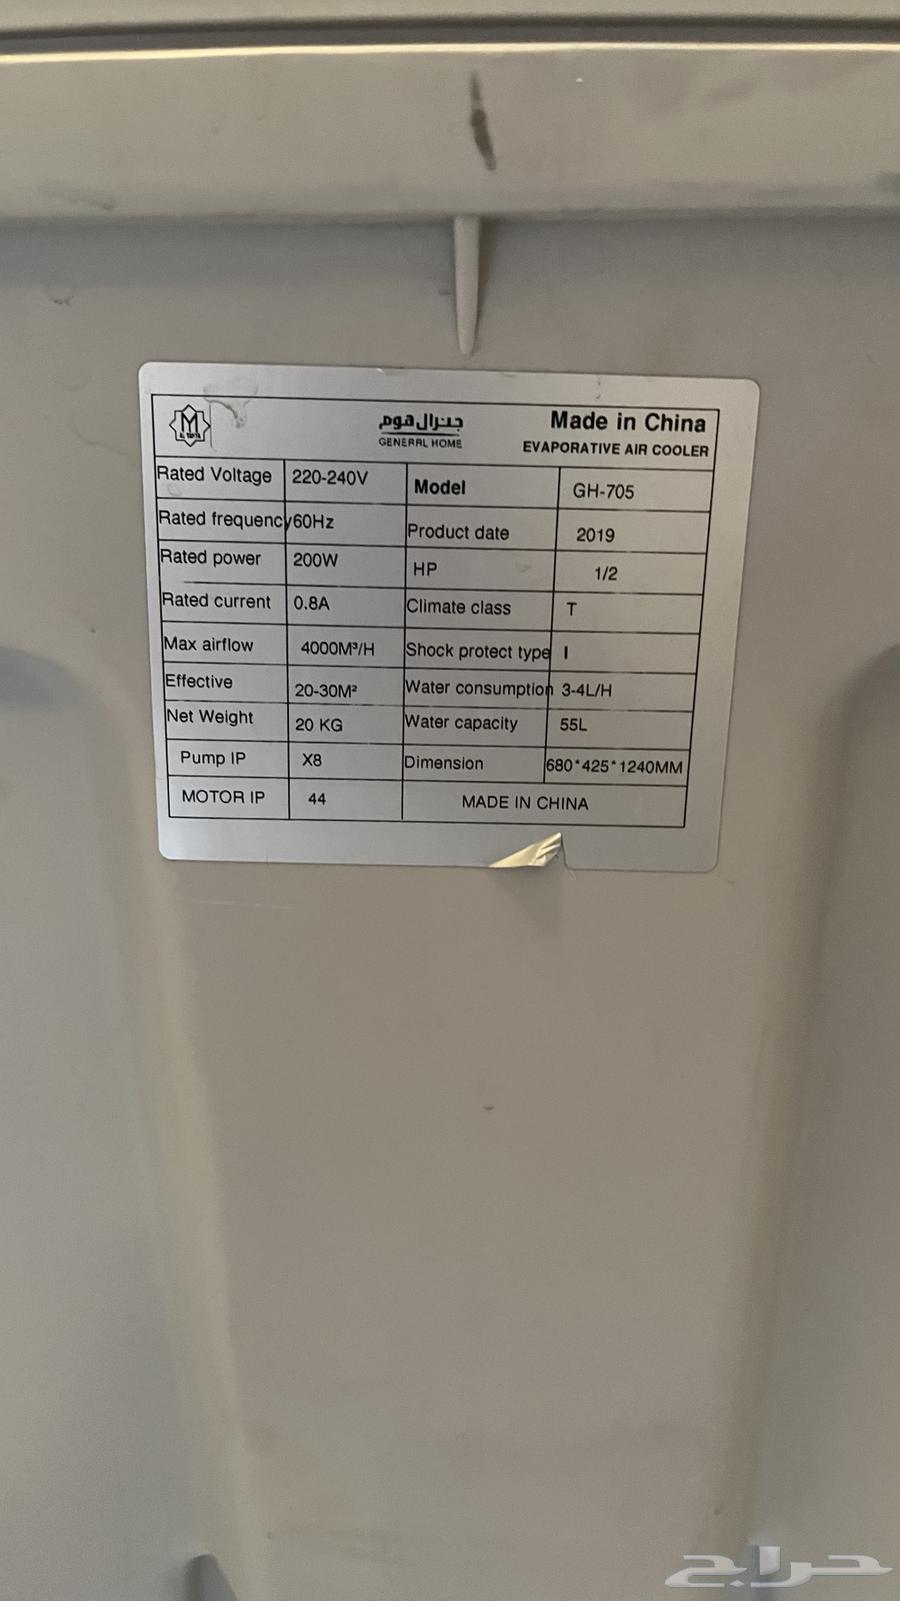 M
جنرال هوم
GENERAL HOME
Made in China
EVAPORATIVE AIR COOLER
Rated Voltage 220-240V Model GH-705
Rated frequency 60Hz Product date 2019
Rated power 200W HP 1/2
Rated current 0.8A Climate class T
Max airflow 4000M³/H Shock protect type I
Effective 20-30M² Water consumption 3-4L/H
Net Weight 20 KG Water capacity 55L
Pump IP X8 Dimension 680*425*1240MM
MOTOR IP 44 MADE IN CHINA
حراج